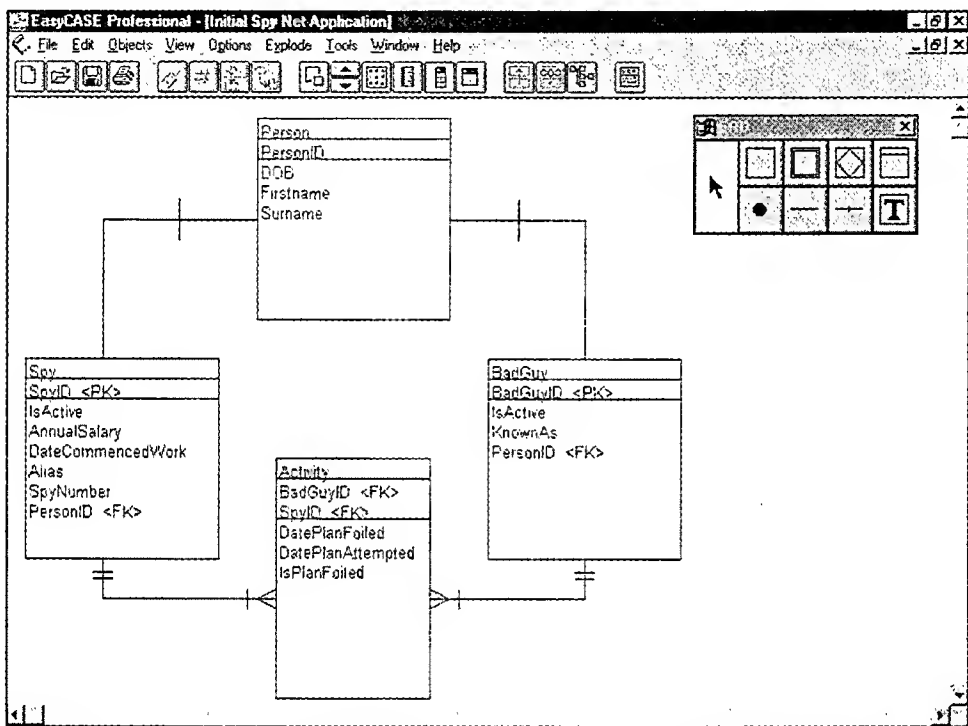 EasyCASE Professional - [Initial Spy Net Application]
File Edit Objects View Options Explode Tools Window Help
Person
PersonID
DOB
Firstname
Surname
Spy
SpyID <PK>
IsActive
AnnualSalary
DateCommencedWork
Alias
SpyNumber
PersonID <FK>
BadGuy
BadGuyID <PK>
IsActive
KnownAs
PersonID <FK>
Activity
BadGuyID <FK>
SpyID <FK>
DatePlanFoiled
DatePlanAttempted
IsPlanFoiled
T